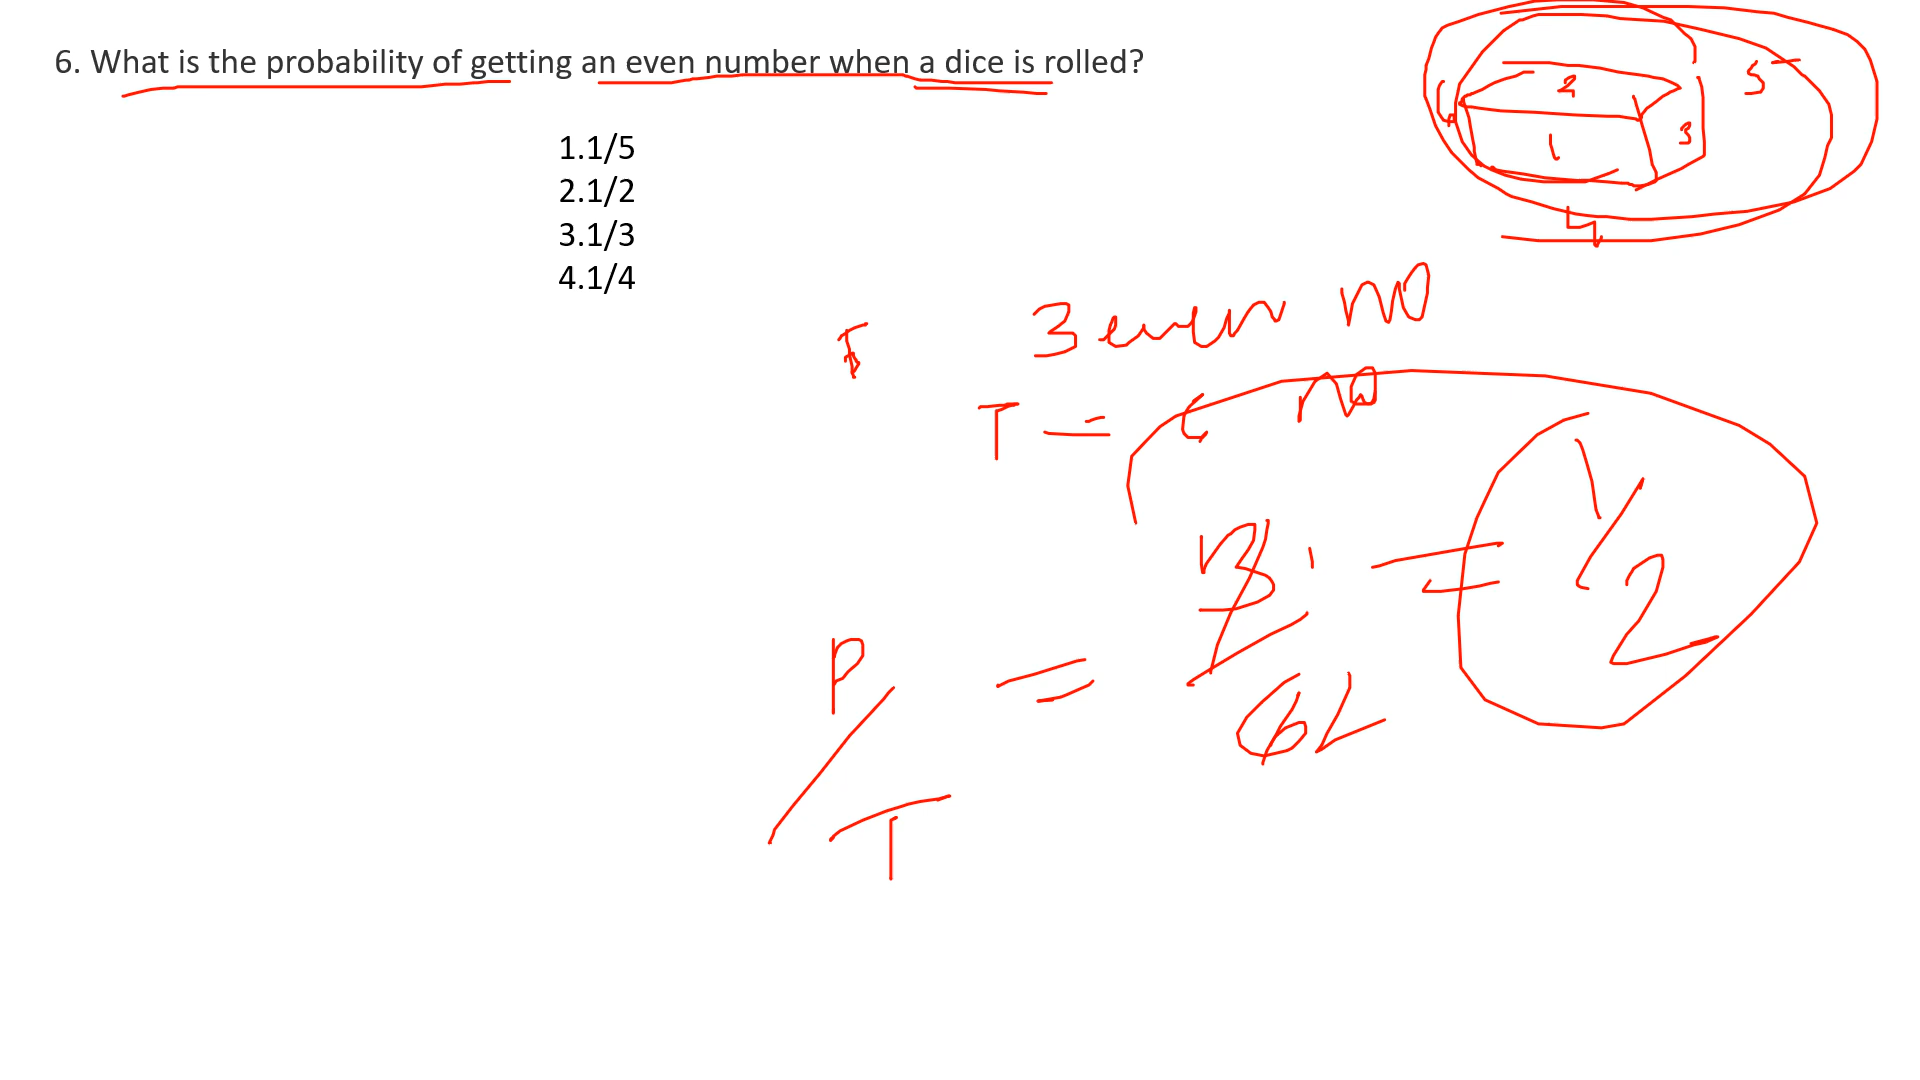 6. What is the probability of getting an even number when a dice is rolled?
1.1/5
2.1/2
3.1/3
4.1/4
2
5
1
3
4
3 even no
T = 6 no
3 1 = 1/2
P = 6 2
T